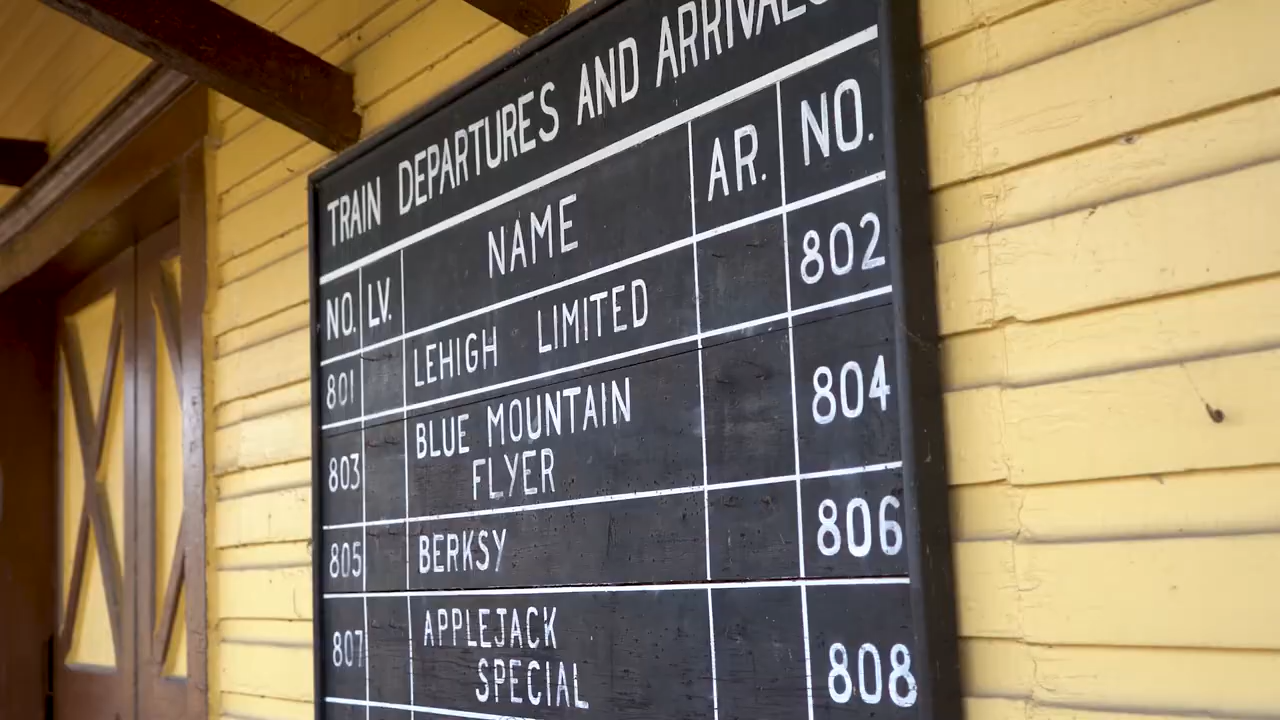 TRAIN DEPARTURES AND ARRIVALS
NO. LV. NAME AR. NO.
801 LEHIGH LIMITED 802
803 BLUE MOUNTAIN FLYER 804
805 BERKSY 806
807 APPLEJACK SPECIAL 808